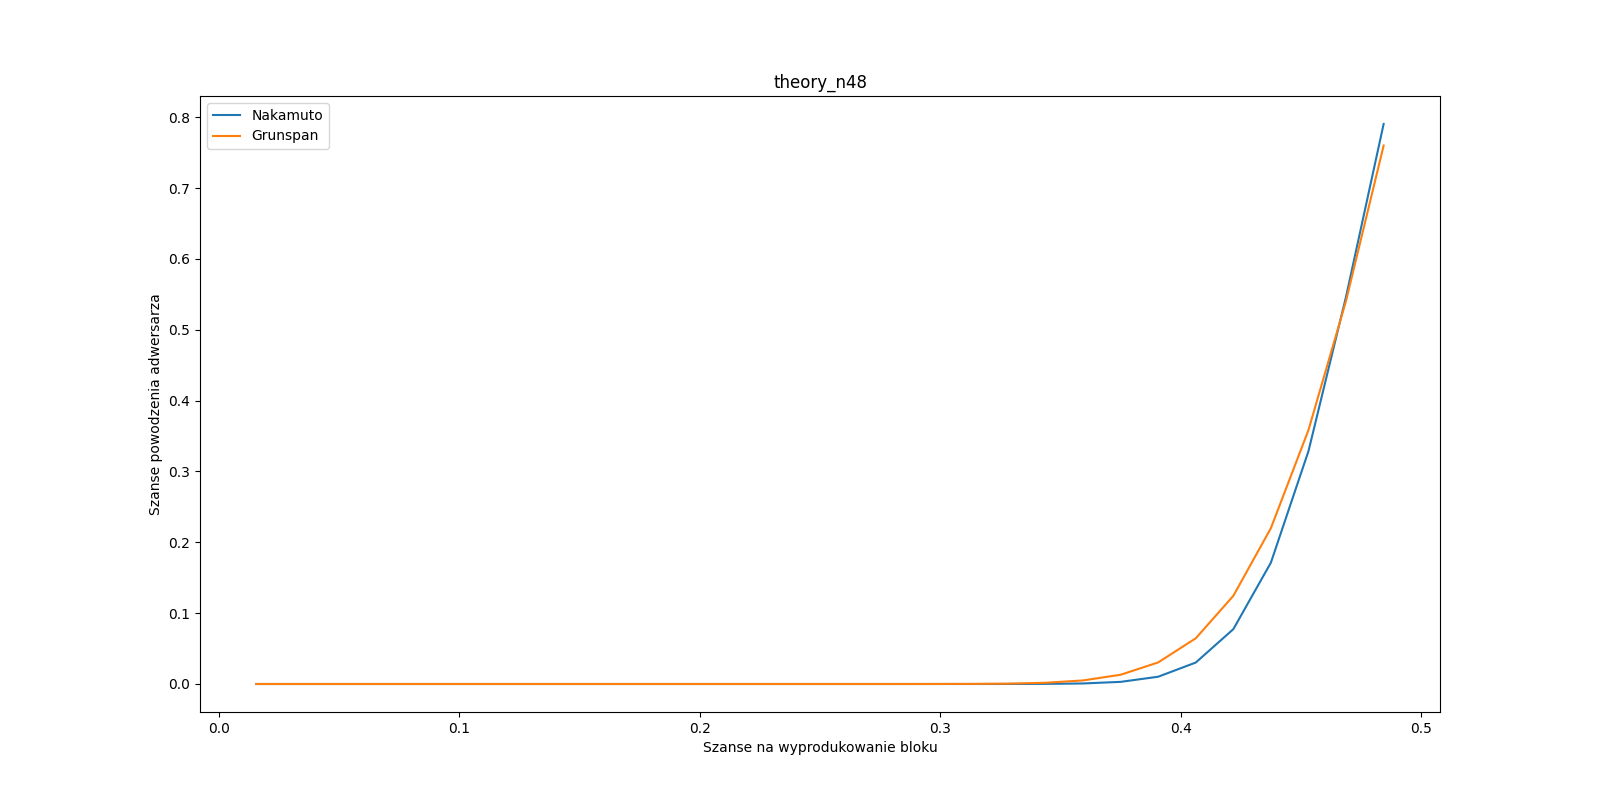 theory_n48
Nakamuto
Grunspan
Szanse powodzenia adwersarza
0.8
0.7
0.6
0.5
0.4
0.3
0.2
0.1
0.0
0.0 0.1 0.2 0.3 0.4 0.5
Szanse na wyprodukowanie bloku